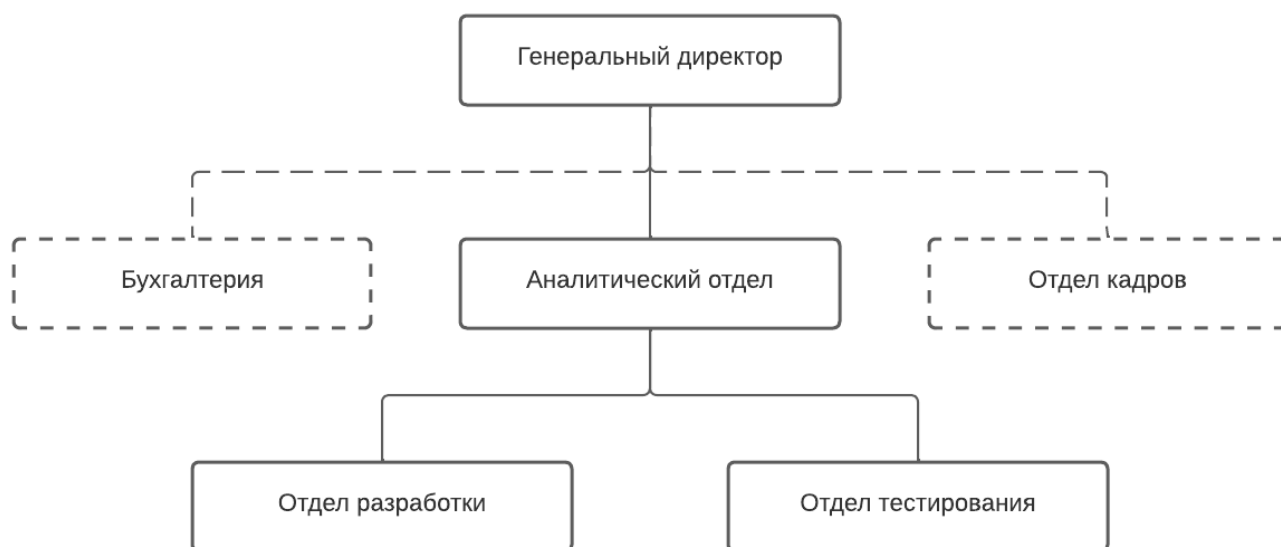 Генеральный директор
Бухгалтерия
Аналитический отдел
Отдел кадров
Отдел разработки
Отдел тестирования